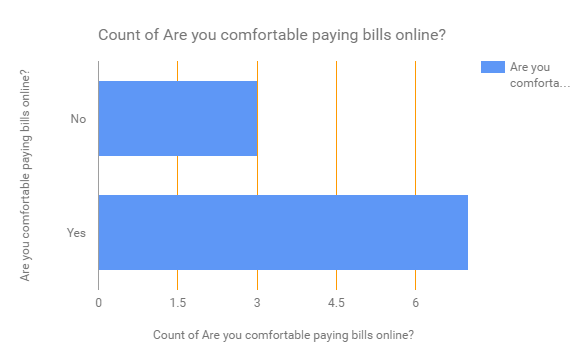 Count of Are you comfortable paying bills online?
Are you
comforta...
Are you comfortable paying bills online?
No
Yes
0 1.5 3 4.5 6
Count of Are you comfortable paying bills online?